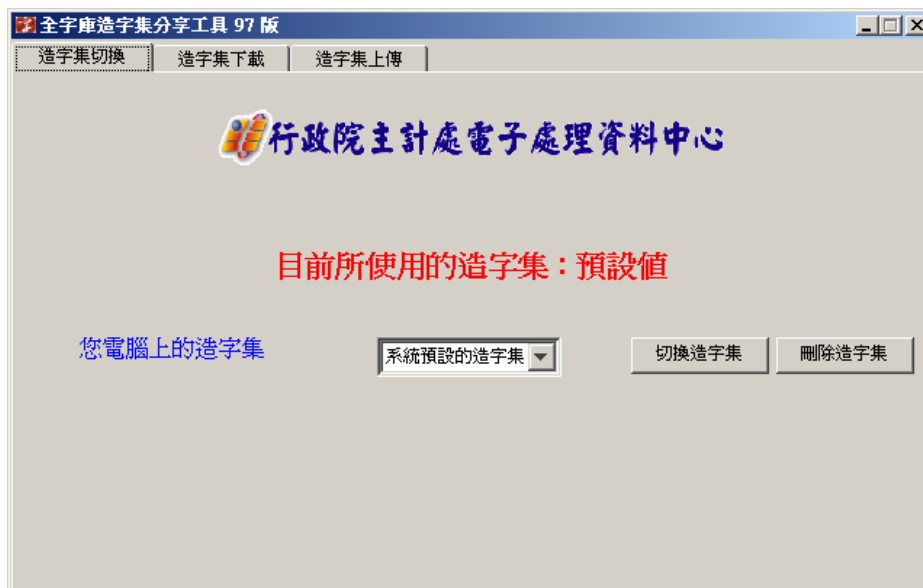 全字庫造字集分享工具 97 版
造字集切換 造字集下載 造字集上傳
行政院主計處電子處理資料中心
目前所使用的造字集：預設值
您電腦上的造字集 系統預設的造字集 切換造字集 刪除造字集